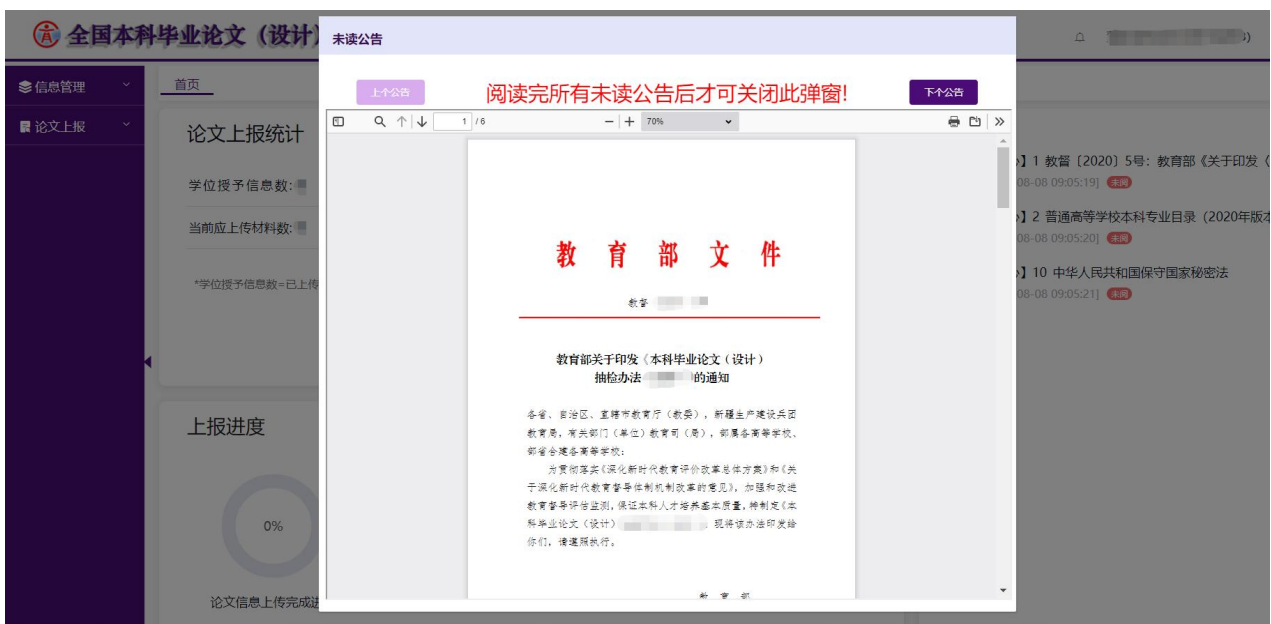 全国本科毕业论文（设计）
未读公告
信息管理
论文上报
首页
上个公告
阅读完所有未读公告后才可关闭此弹窗!
下个公告
1 /6
70%
论文上报统计
学位授予信息数:
当前应上传材料数:
*学位授予信息数=已上传
上报进度
0%
论文信息上传完成进
教育部文件
教督
教育部关于印发《本科毕业论文（设计）
抽检办法 的通知
各省、自治区、直辖市教育厅（教委），新疆生产建设兵团
教育局，有关部门（单位）教育司（局），部属各高等学校、
部省合建各高等学校：
为贯彻落实《深化新时代教育评价改革总体方案》和《关
于深化新时代教育督导体制机制改革的意见》，加强和改进
教育督导评估监测，保证本科人才培养基本质量，特制定《本
科毕业论文（设计） 现将该办法印发给
你们，请遵照执行。
教 育 部
】1 教督〔2020〕5号：教育部《关于印发《
08-08 09:05:19] 未阅
】2 普通高等学校本科专业目录（2020年版本
08-08 09:05:20] 未阅
】10 中华人民共和国保守国家秘密法
08-08 09:05:21] 未阅